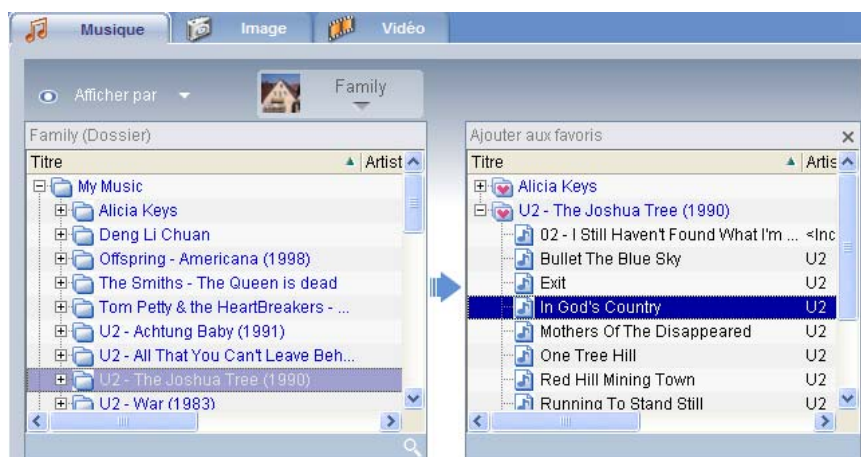 Musique Image Vidéo
Afficher par Family
Family (Dossier)
Titre Artist
My Music
Alicia Keys
Deng Li Chuan
Offspring - Americana (1998)
The Smiths - The Queen is dead
Tom Petty & the HeartBreakers - ...
U2 - Achtung Baby (1991)
U2 - All That You Can't Leave Beh...
U2 - The Joshua Tree (1990)
U2 - War (1983)
Ajouter aux favoris
Titre Artis
Alicia Keys
U2 - The Joshua Tree (1990)
02 - I Still Haven't Found What I'm ... <Inc
Bullet The Blue Sky U2
Exit U2
In God's Country U2
Mothers Of The Disappeared U2
One Tree Hill U2
Red Hill Mining Town U2
Running To Stand Still U2